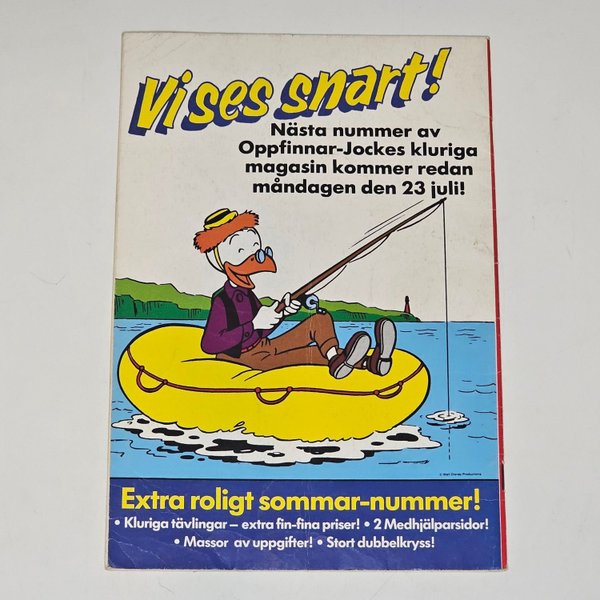 Vi ses snart!
Nästa nummer av
Oppfinnar-Jockes kluriga
magasin kommer redan
måndagen den 23 juli!
© Walt Disney Productions
Extra roligt sommar-nummer!
• Kluriga tävlingar – extra fin-fina priser! • 2 Medhjälparsidor!
• Massor av uppgifter! • Stort dubbelkryss!